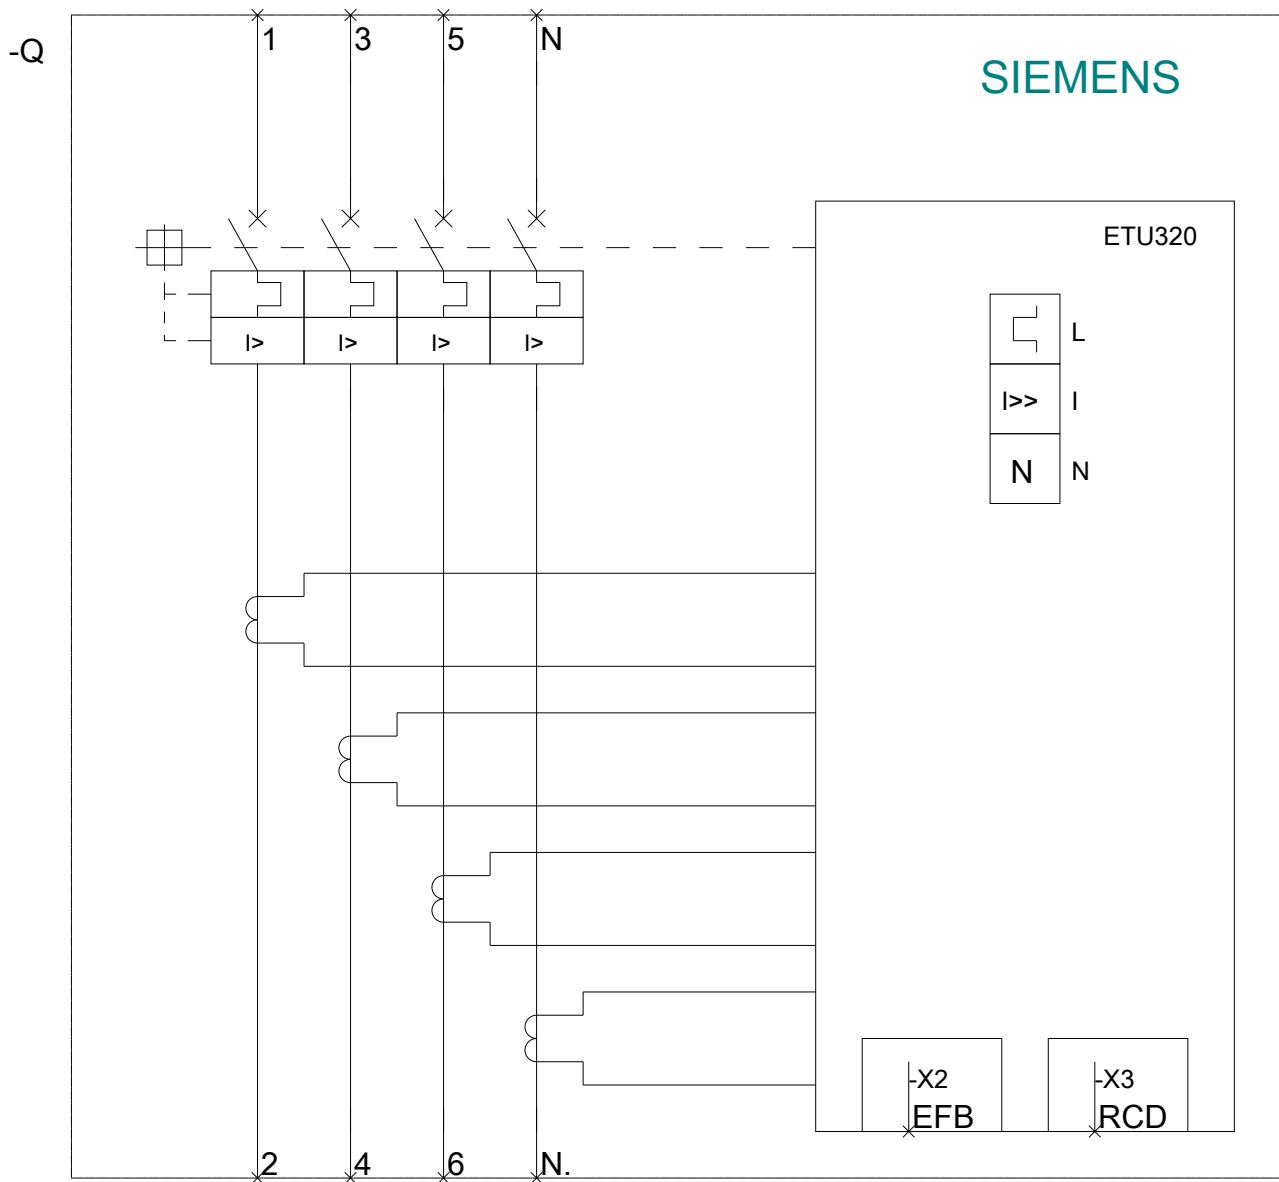 1 3 5 N
-Q
SIEMENS
ETU320
I> I> I> I>
L
I>> I
N N
-X2 -X3
EFB RCD
2 4 6 N.